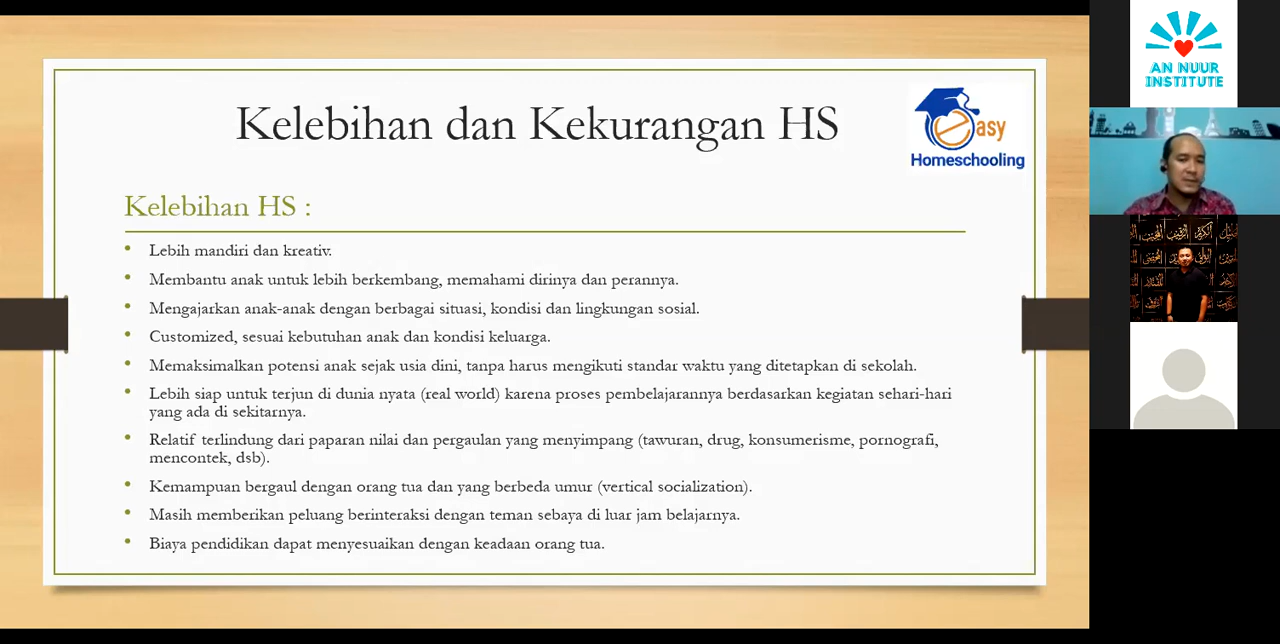 Kelebihan dan Kekurangan HS
easy
Homeschooling
Kelebihan HS :
• Lebih mandiri dan kreativ.
• Membantu anak untuk lebih berkembang, memahami dirinya dan perannya.
• Mengajarkan anak-anak dengan berbagai situasi, kondisi dan lingkungan sosial.
• Customized, sesuai kebutuhan anak dan kondisi keluarga.
• Memaksimalkan potensi anak sejak usia dini, tanpa harus mengikuti standar waktu yang ditetapkan di sekolah.
• Lebih siap untuk terjun di dunia nyata (real world) karena proses pembelajarannya berdasarkan kegiatan sehari-hari
yang ada di sekitarnya.
• Relatif terlindung dari paparan nilai dan pergaulan yang menyimpang (tawuran, drug, konsumerisme, pornografi,
mencontek, dsb).
• Kemampuan bergaul dengan orang tua dan yang berbeda umur (vertical socialization).
• Masih memberikan peluang berinteraksi dengan teman sebaya di luar jam belajarnya.
• Biaya pendidikan dapat menyesuaikan dengan keadaan orang tua.
AN NUUR
INSTITUTE